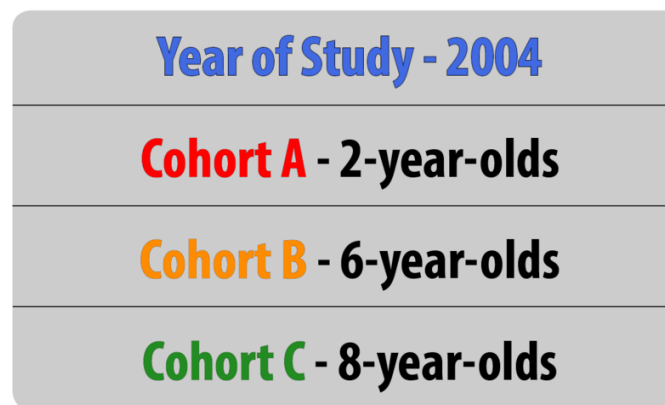 Year of Study - 2004
Cohort A - 2-year-olds
Cohort B - 6-year-olds
Cohort C - 8-year-olds